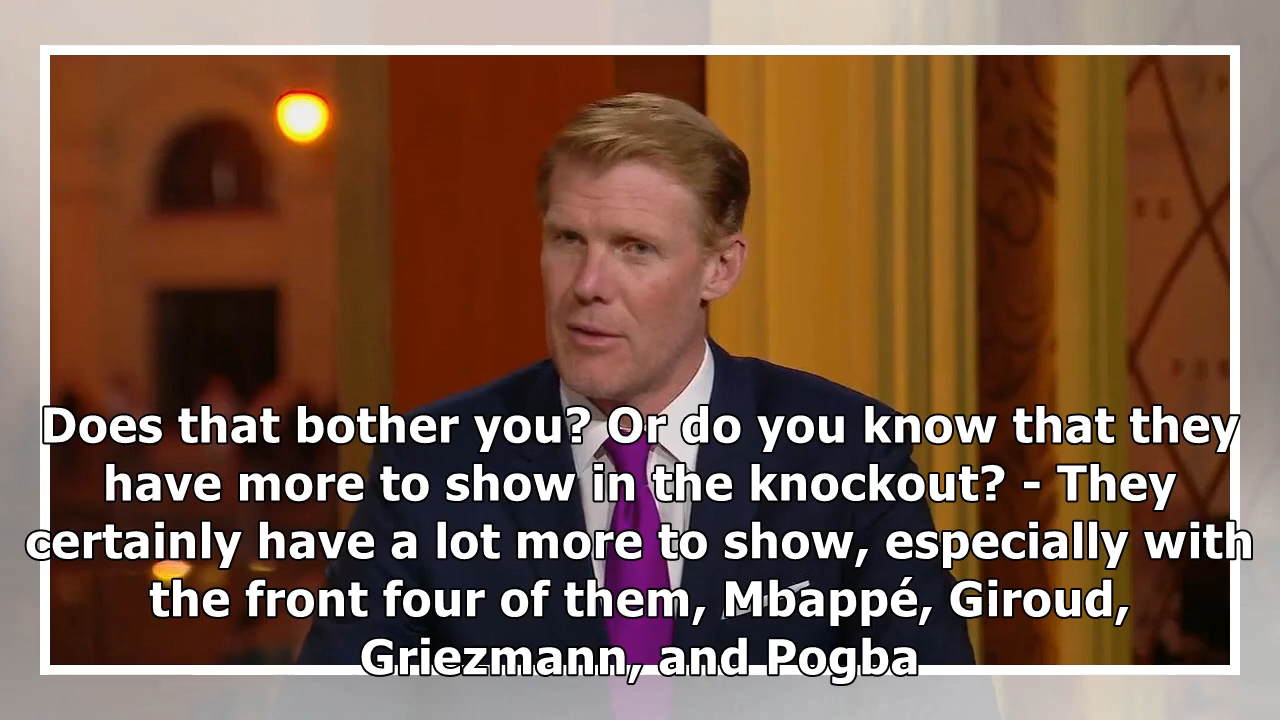 Does that bother you? Or do you know that they
have more to show in the knockout? - They
certainly have a lot more to show, especially with
the front four of them, Mbappé, Giroud,
Griezmann, and Pogba